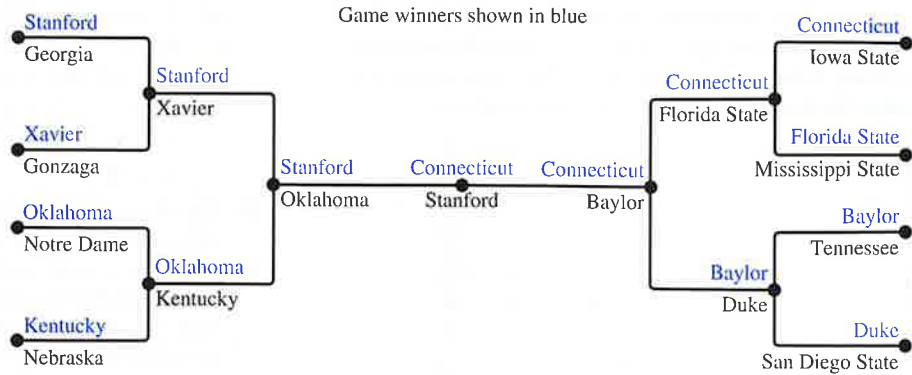 Game winners shown in blue
Stanford
Georgia
Stanford
Xavier
Xavier
Gonzaga
Stanford
Oklahoma
Oklahoma
Notre Dame
Oklahoma
Kentucky
Kentucky
Nebraska
Connecticut
Stanford
Connecticut
Baylor
Connecticut
Florida State
Connecticut
Iowa State
Florida State
Mississippi State
Baylor
Duke
Baylor
Tennessee
Duke
San Diego State